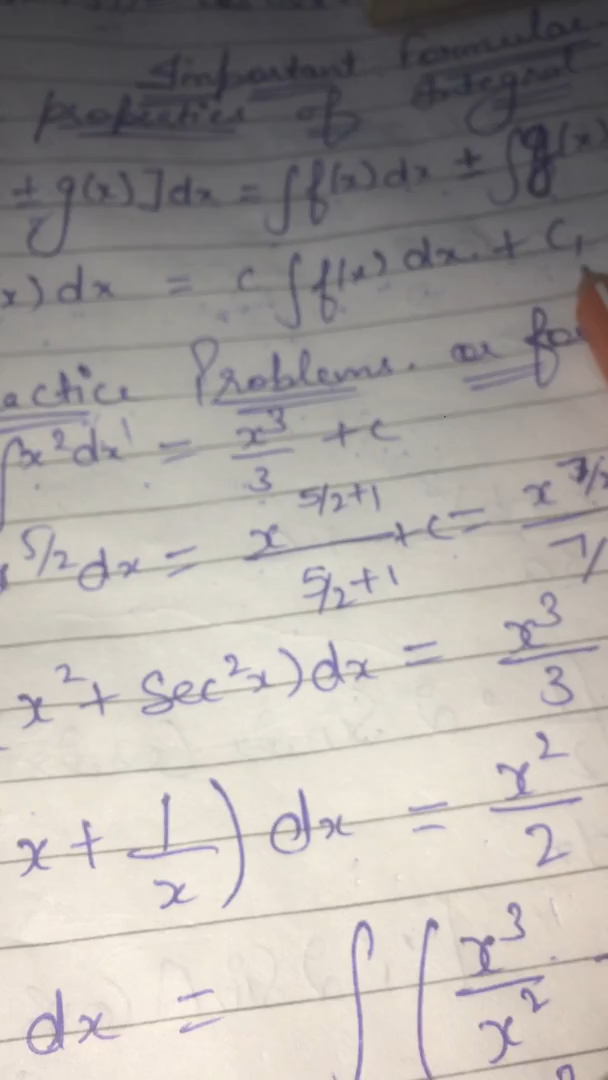 Important Formulae
properties of Integral
± g(x)] dx = ∫f(x) dx ± ∫g(x)
x) dx = c ∫f(x) dx + C,
actice Problems. or for
∫x² dx = x³/3 + c
x^5/2 dx = x^(5/2+1)/(5/2+1) + c = x^7/2 / 7/
x² + Sec²x) dx = x³/3
x + 1/x) dx = x²/2
dx = ∫ ( x³/x²